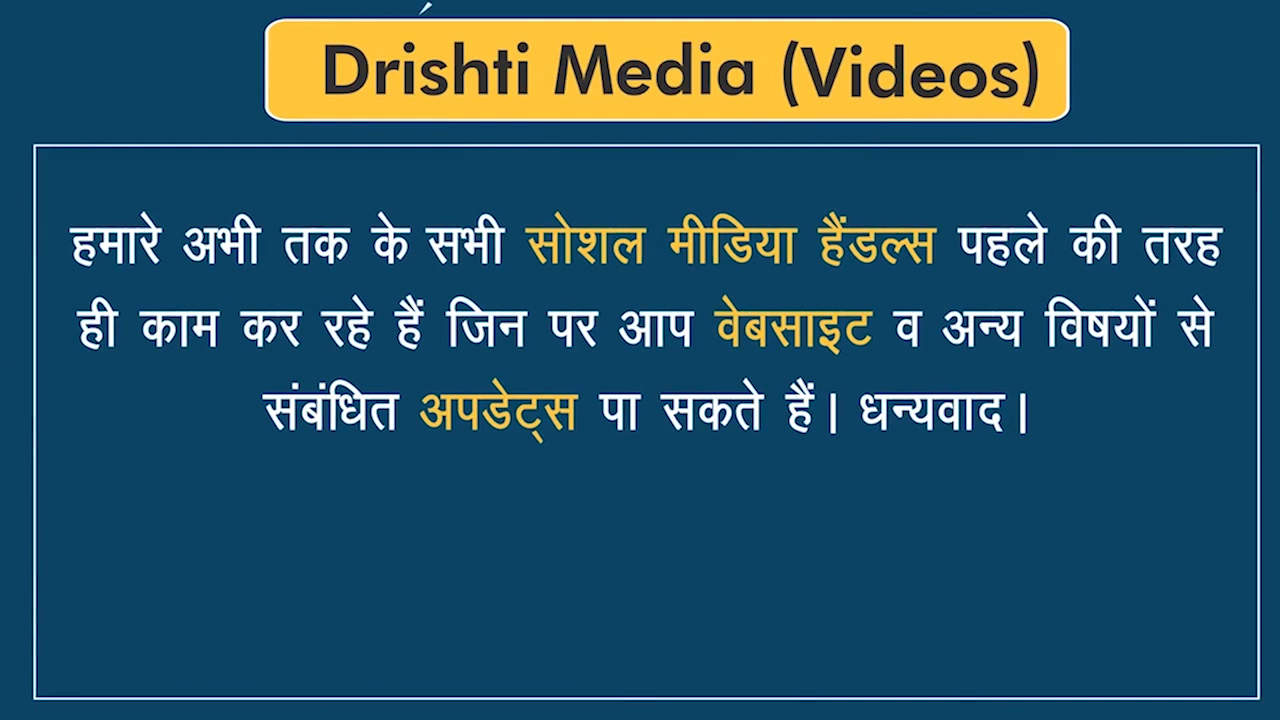 Drishti Media (Videos)
हमारे अभी तक के सभी सोशल मीडिया हैंडल्स पहले की तरह
ही काम कर रहे हैं जिन पर आप वेबसाइट व अन्य विषयों से
संबंधित अपडेट्स पा सकते हैं। धन्यवाद।